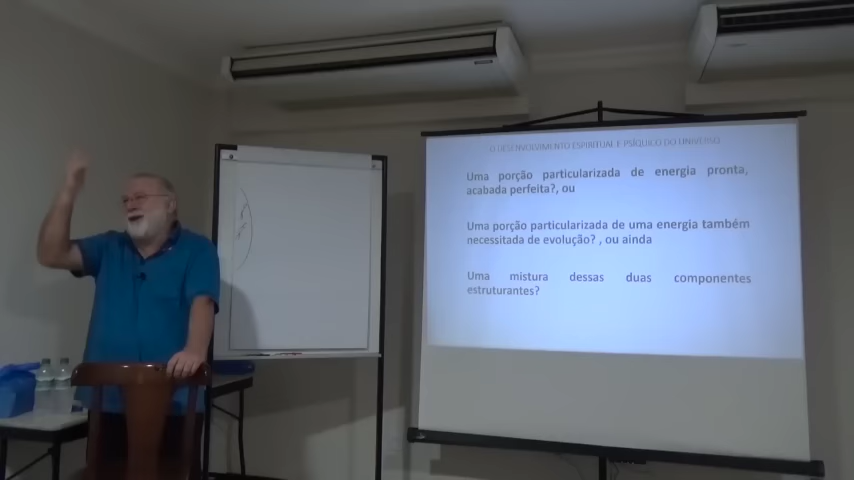 O DESENVOLVIMENTO ESPIRITUAL E PSÍQUICO DO UNIVERSO
Uma porção particularizada de energia pronta,
acabada perfeita?, ou
Uma porção particularizada de uma energia também
necessitada de evolução? , ou ainda
Uma mistura dessas duas componentes
estruturantes?